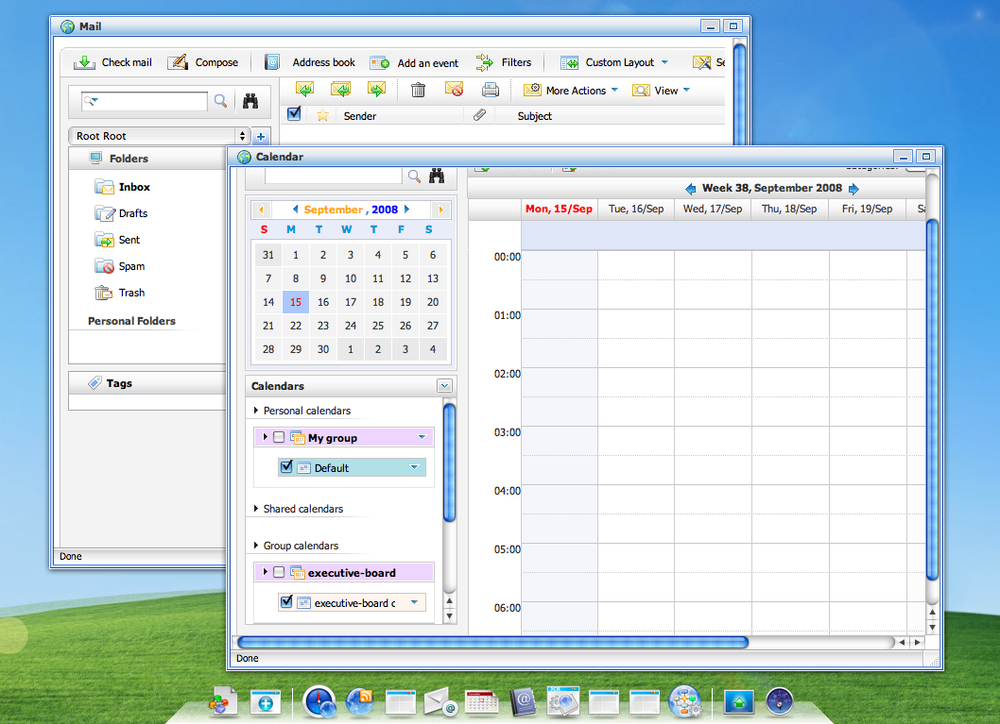 Mail
Check mail Compose Address book Add an event Filters Custom Layout
More Actions View
Sender Subject
Root Root
Folders
Inbox
Drafts
Sent
Spam
Trash
Personal Folders
Tags
Done
Calendar
September , 2008
S M T W T F S
31 1 2 3 4 5 6
7 8 9 10 11 12 13
14 15 16 17 18 19 20
21 22 23 24 25 26 27
28 29 30 1 2 3 4
Calendars
Personal calendars
My group
Default
Shared calendars
Group calendars
executive-board
executive-board c
Week 38, September 2008
Mon, 15/Sep Tue, 16/Sep Wed, 17/Sep Thu, 18/Sep Fri, 19/Sep
00:00
01:00
02:00
03:00
04:00
05:00
06:00
Done